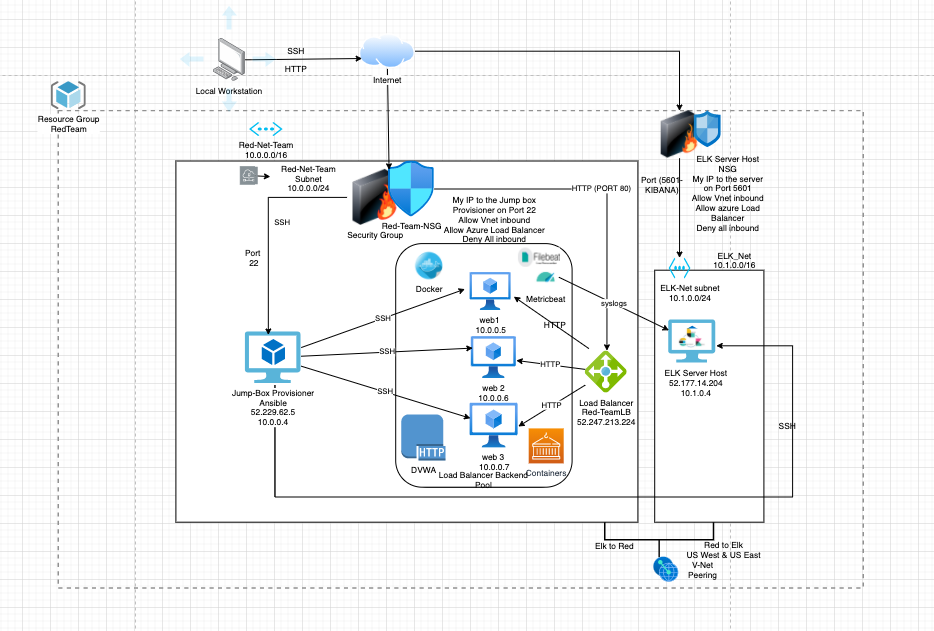 SSH
HTTP
Internet
Local Workstation
Resource Group
RedTeam
Red-Net-Team
10.0.0.0/16
Red-Net-Team
Subnet
10.0.0.0/24
SSH
Port
22
Red-Team-NSG
Security Group
My IP to the Jump box
Provisioner on Port 22
Allow Vnet inbound
Allow Azure Load Balancer
Deny All inbound
HTTP (PORT 80)
Port (5601-
KIBANA)
ELK Server Host
NSG
My IP to the server
on Port 5601
Allow Vnet inbound
Allow azure Load
Balancer
Deny all inbound
ELK_Net
10.1.0.0/16
ELK-Net subnet
10.1.0.0/24
Docker
Filebeat
Metricbeat
syslogs
web1
10.0.0.5
SSH
HTTP
SSH
HTTP
web 2
10.0.0.6
SSH
HTTP
web 3
10.0.0.7
HTTP
DVWA
Containers
Load Balancer Backend
Pool
Jump-Box Provisioner
Ansible
52.229.62.5
10.0.0.4
Load Balancer
Red-TeamLB
52.247.213.224
ELK Server Host
52.177.14.204
10.1.0.4
SSH
Elk to Red
Red to Elk
US West & US East
V-Net
Peering